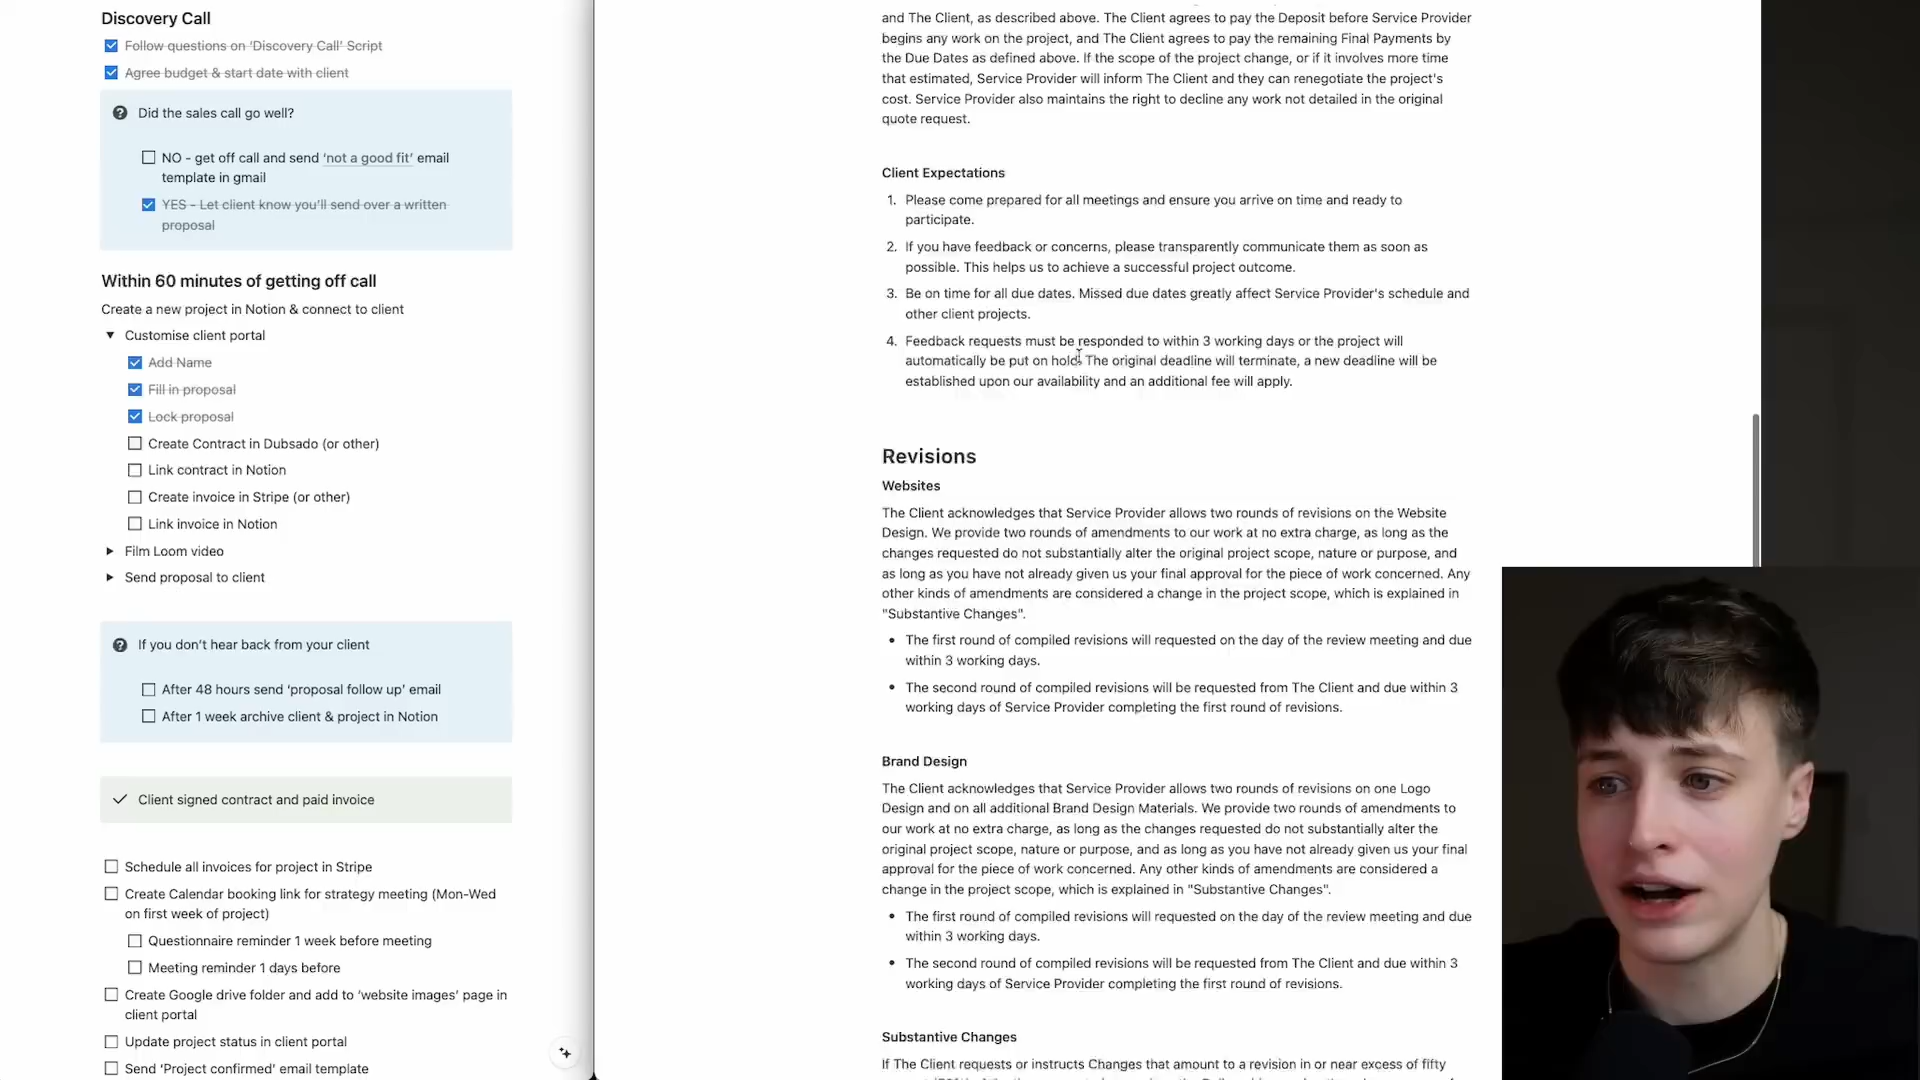 Discovery Call
Follow questions on 'Discovery Call' Script
Agree budget & start date with client
Did the sales call go well?
NO - get off call and send 'not a good fit' email
template in gmail
YES - Let client know you'll send over a written
proposal
Within 60 minutes of getting off call
Create a new project in Notion & connect to client
Customise client portal
Add Name
Fill in proposal
Lock proposal
Create Contract in Dubsado (or other)
Link contract in Notion
Create invoice in Stripe (or other)
Link invoice in Notion
Film Loom video
Send proposal to client
If you don't hear back from your client
After 48 hours send 'proposal follow up' email
After 1 week archive client & project in Notion
Client signed contract and paid invoice
Schedule all invoices for project in Stripe
Create Calendar booking link for strategy meeting (Mon-Wed
on first week of project)
Questionnaire reminder 1 week before meeting
Meeting reminder 1 days before
Create Google drive folder and add to 'website images' page in
client portal
Update project status in client portal
Send 'Project confirmed' email template
and The Client, as described above. The Client agrees to pay the Deposit before Service Provider
begins any work on the project, and The Client agrees to pay the remaining Final Payments by
the Due Dates as defined above. If the scope of the project change, or if it involves more time
that estimated, Service Provider will inform The Client and they can renegotiate the project's
cost. Service Provider also maintains the right to decline any work not detailed in the original
quote request.
Client Expectations
1. Please come prepared for all meetings and ensure you arrive on time and ready to
participate.
2. If you have feedback or concerns, please transparently communicate them as soon as
possible. This helps us to achieve a successful project outcome.
3. Be on time for all due dates. Missed due dates greatly affect Service Provider's schedule and
other client projects.
4. Feedback requests must be responded to within 3 working days or the project will
automatically be put on hold. The original deadline will terminate, a new deadline will be
established upon our availability and an additional fee will apply.
Revisions
Websites
The Client acknowledges that Service Provider allows two rounds of revisions on the Website
Design. We provide two rounds of amendments to our work at no extra charge, as long as the
changes requested do not substantially alter the original project scope, nature or purpose, and
as long as you have not already given us your final approval for the piece of work concerned. Any
other kinds of amendments are considered a change in the project scope, which is explained in
"Substantive Changes".
• The first round of compiled revisions will requested on the day of the review meeting and due
within 3 working days.
• The second round of compiled revisions will be requested from The Client and due within 3
working days of Service Provider completing the first round of revisions.
Brand Design
The Client acknowledges that Service Provider allows two rounds of revisions on one Logo
Design and on all additional Brand Design Materials. We provide two rounds of amendments to
our work at no extra charge, as long as the changes requested do not substantially alter the
original project scope, nature or purpose, and as long as you have not already given us your final
approval for the piece of work concerned. Any other kinds of amendments are considered a
change in the project scope, which is explained in "Substantive Changes".
• The first round of compiled revisions will requested on the day of the review meeting and due
within 3 working days.
• The second round of compiled revisions will be requested from The Client and due within 3
working days of Service Provider completing the first round of revisions.
Substantive Changes
If The Client requests or instructs Changes that amount to a revision in or near excess of fifty